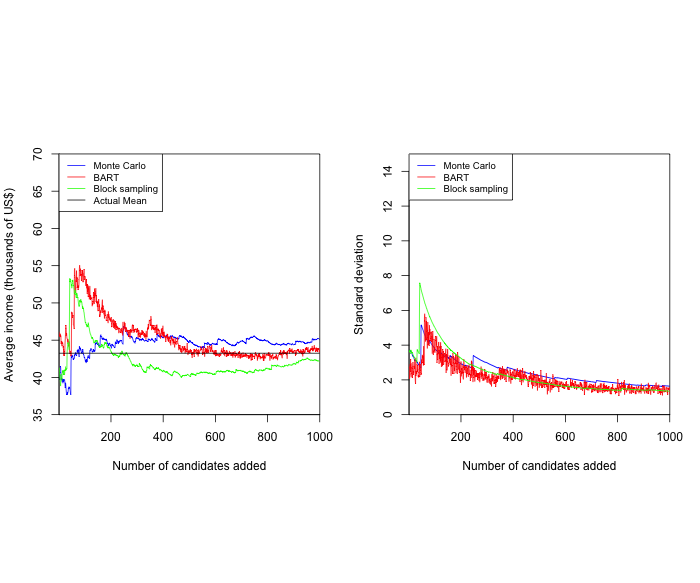 Average income (thousands of US$)
35
40
45
50
55
60
65
70
Monte Carlo
BART
Block sampling
Actual Mean
200
400
600
800
1000
Number of candidates added
Standard deviation
0
2
4
6
8
10
12
14
Monte Carlo
BART
Block sampling
200
400
600
800
1000
Number of candidates added